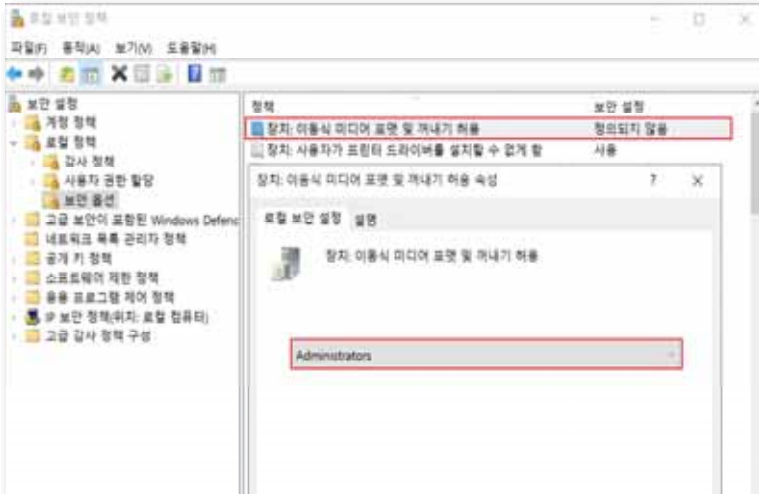 로컬 보안 정책
파일(F) 동작(A) 보기(V) 도움말(H)
보안 설정
계정 정책
로컬 정책
감사 정책
사용자 권한 할당
보안 옵션
고급 보안이 포함된 Windows Defenc
네트워크 목록 관리자 정책
공개 키 정책
소프트웨어 제한 정책
응용 프로그램 제어 정책
IP 보안 정책(위치: 로컬 컴퓨터)
고급 감사 정책 구성
정책 보안 설정
장치: 이동식 미디어 포맷 및 꺼내기 허용 정의되지 않음
장치: 사용자가 프린터 드라이버를 설치할 수 없게 함 사용
장치: 이동식 미디어 포맷 및 꺼내기 허용 속성
로컬 보안 설정 설명
장치: 이동식 미디어 포맷 및 꺼내기 허용
Administrators